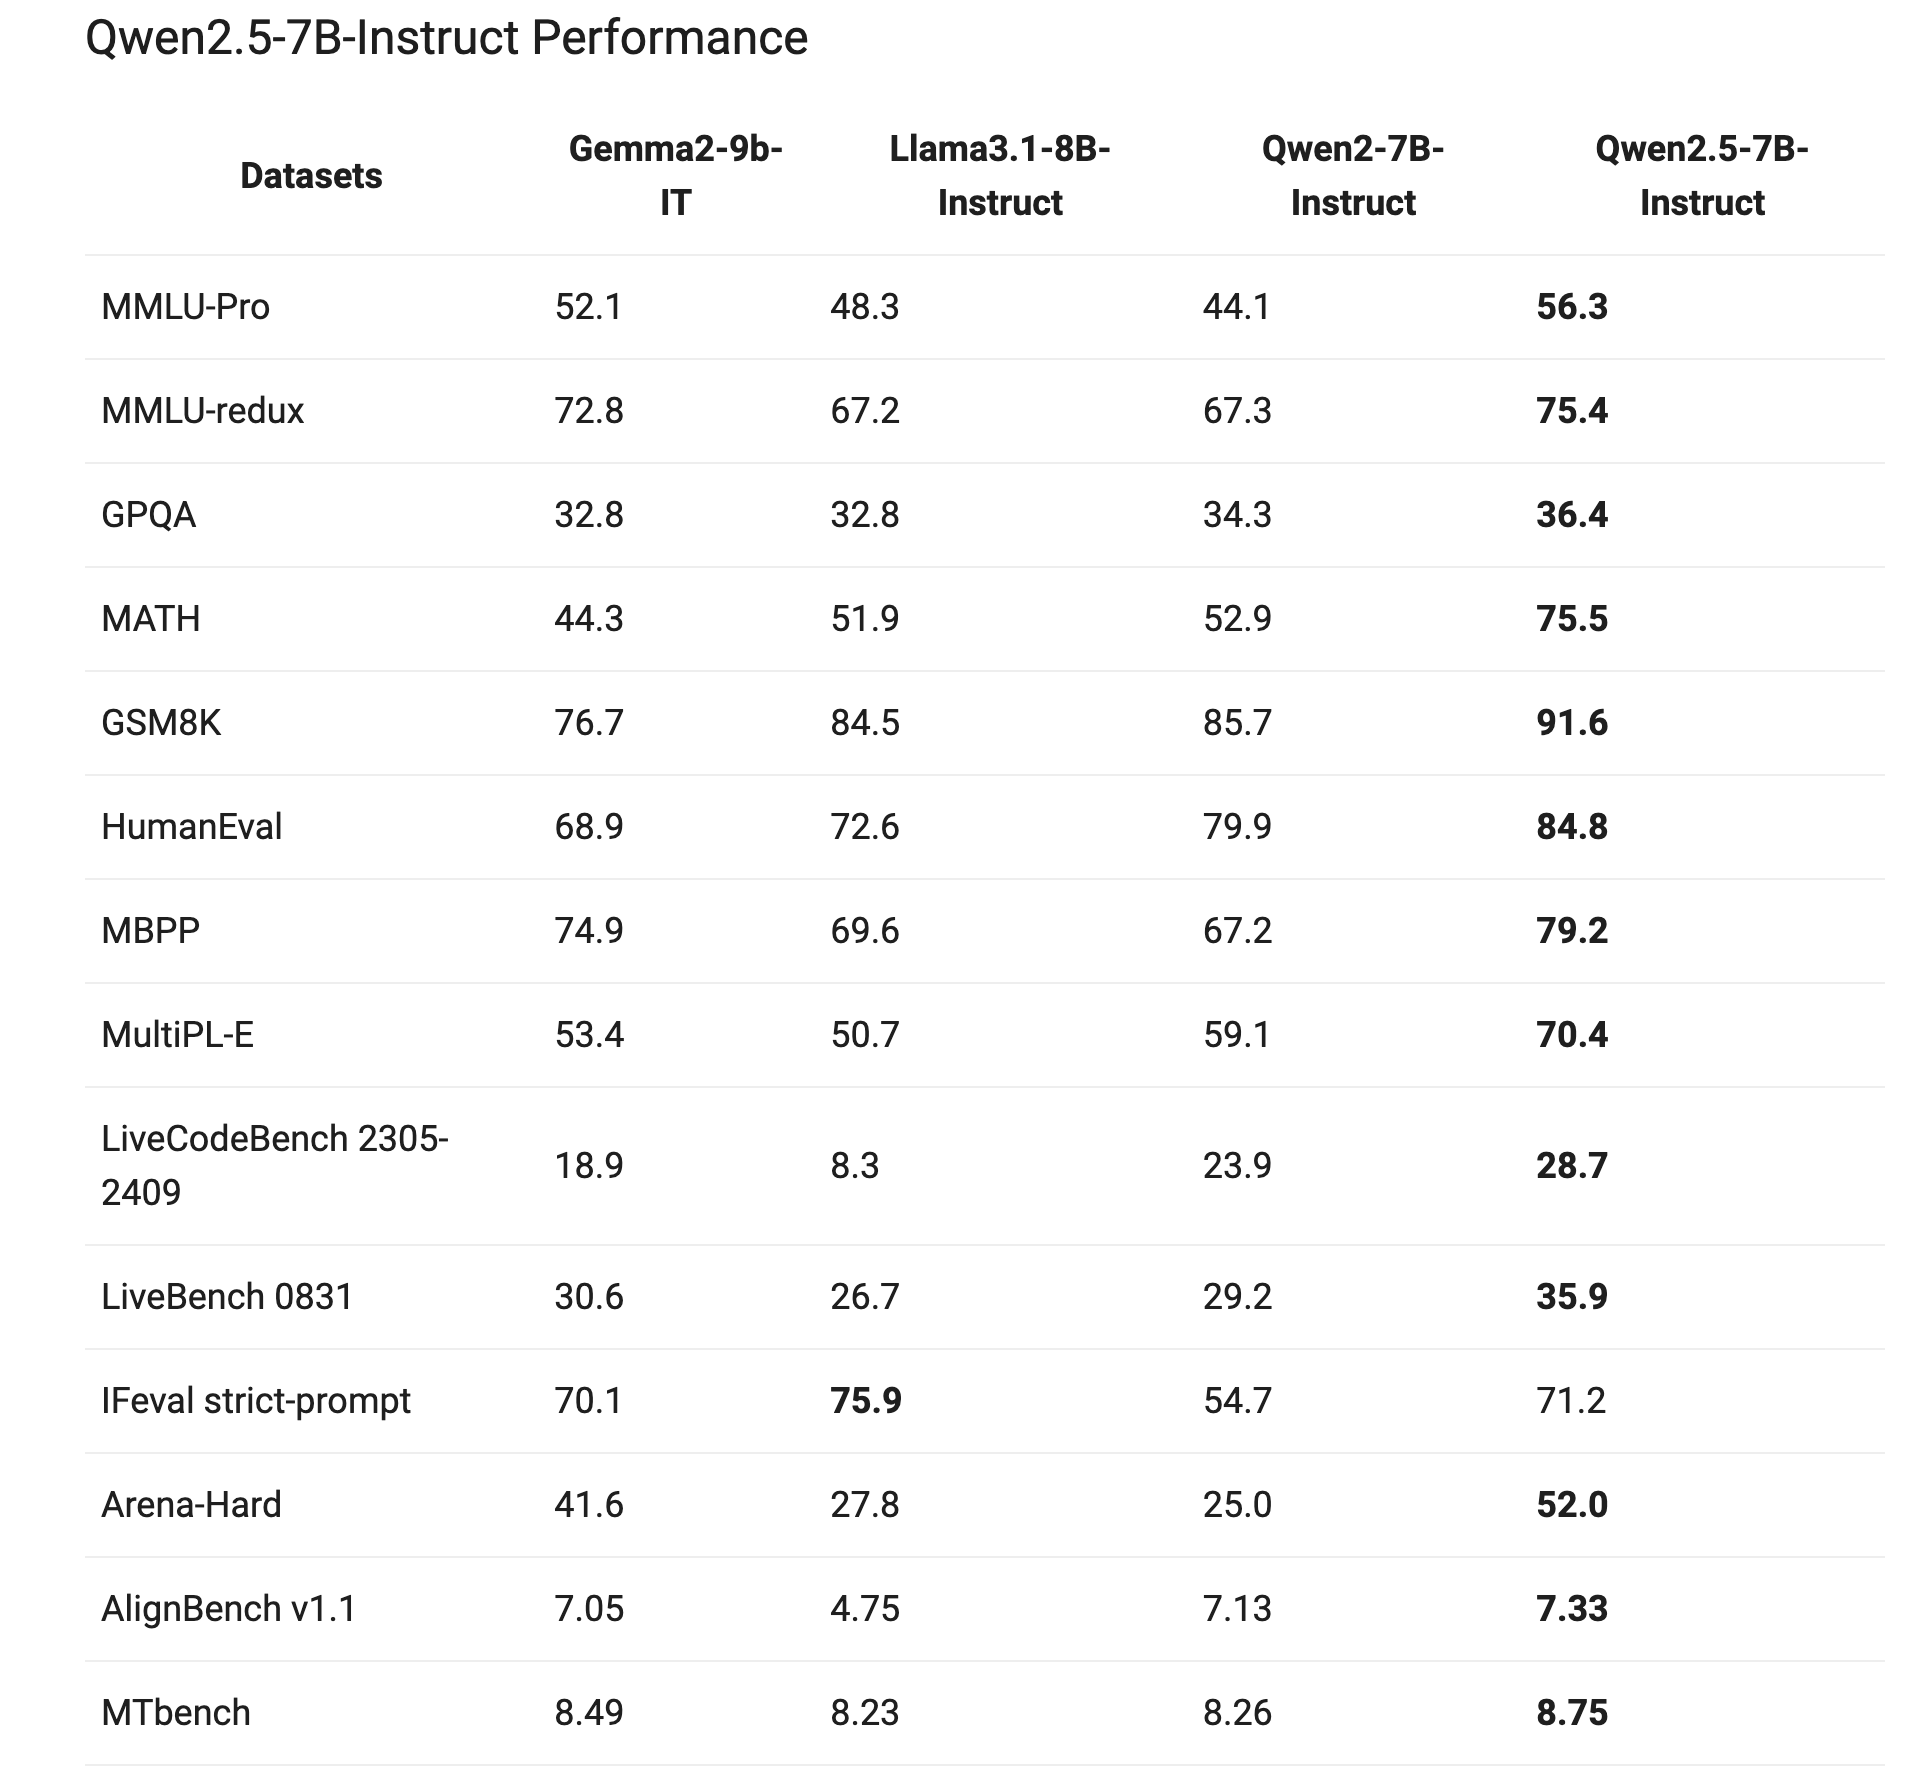 Qwen2.5-7B-Instruct Performance
Datasets Gemma2-9b-IT Llama3.1-8B-Instruct Qwen2-7B-Instruct Qwen2.5-7B-Instruct
MMLU-Pro 52.1 48.3 44.1 56.3
MMLU-redux 72.8 67.2 67.3 75.4
GPQA 32.8 32.8 34.3 36.4
MATH 44.3 51.9 52.9 75.5
GSM8K 76.7 84.5 85.7 91.6
HumanEval 68.9 72.6 79.9 84.8
MBPP 74.9 69.6 67.2 79.2
MultiPL-E 53.4 50.7 59.1 70.4
LiveCodeBench 2305-2409 18.9 8.3 23.9 28.7
LiveBench 0831 30.6 26.7 29.2 35.9
IFeval strict-prompt 70.1 75.9 54.7 71.2
Arena-Hard 41.6 27.8 25.0 52.0
AlignBench v1.1 7.05 4.75 7.13 7.33
MTbench 8.49 8.23 8.26 8.75